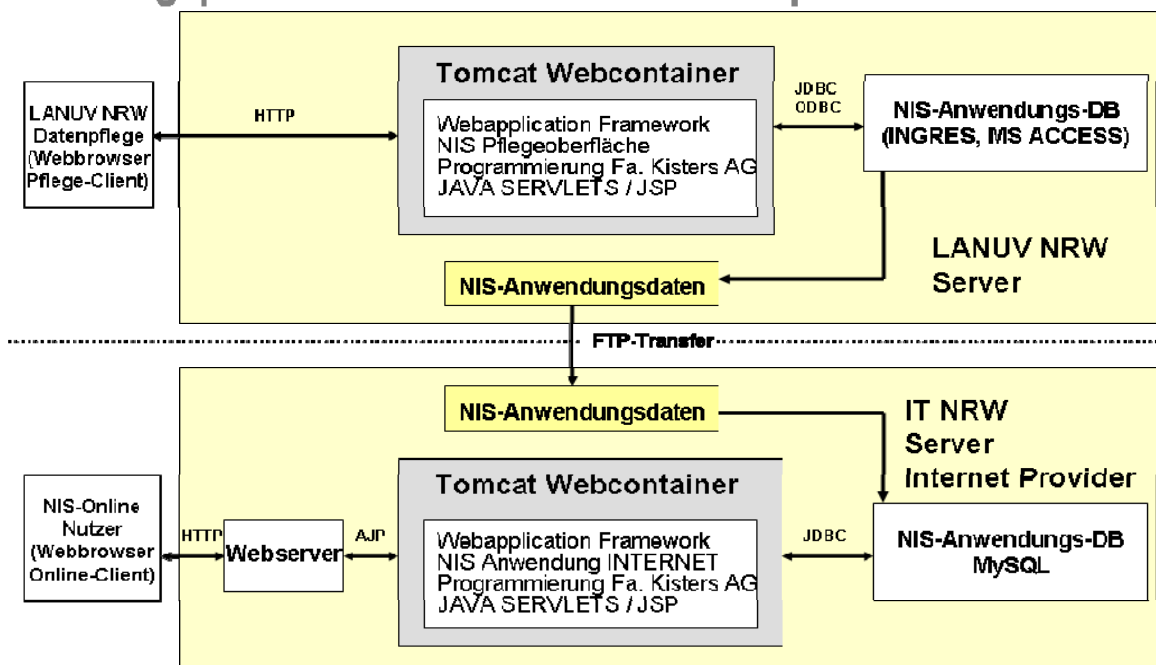 Tomcat Webcontainer
LANUV NRW
Datenpflege
(Webbrowser
Pflege-Client)
HTTP
Webapplication Framework
NIS Pflegeoberfläche
Programmierung Fa. Kisters AG
JAVA SERVLETS / JSP
JDBC
ODBC
NIS-Anwendungs-DB
(INGRES, MS ACCESS)
LANUV NRW
Server
NIS-Anwendungsdaten
FTP-Transfer
NIS-Anwendungsdaten
IT NRW
Server
Internet Provider
Tomcat Webcontainer
NIS-Online
Nutzer
(Webbrowser
Online-Client)
HTTP
Webserver
AJP
Webapplication Framework
NIS Anwendung INTERNET
Programmierung Fa. Kisters AG
JAVA SERVLETS / JSP
JDBC
NIS-Anwendungs-DB
MySQL